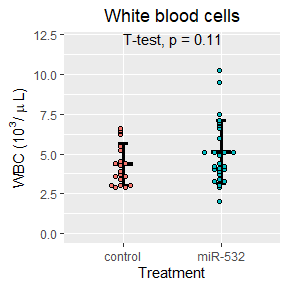 White blood cells
T-test, p = 0.11
WBC (10³/ μ L)
12.5
10.0
7.5
5.0
2.5
0.0
control miR-532
Treatment